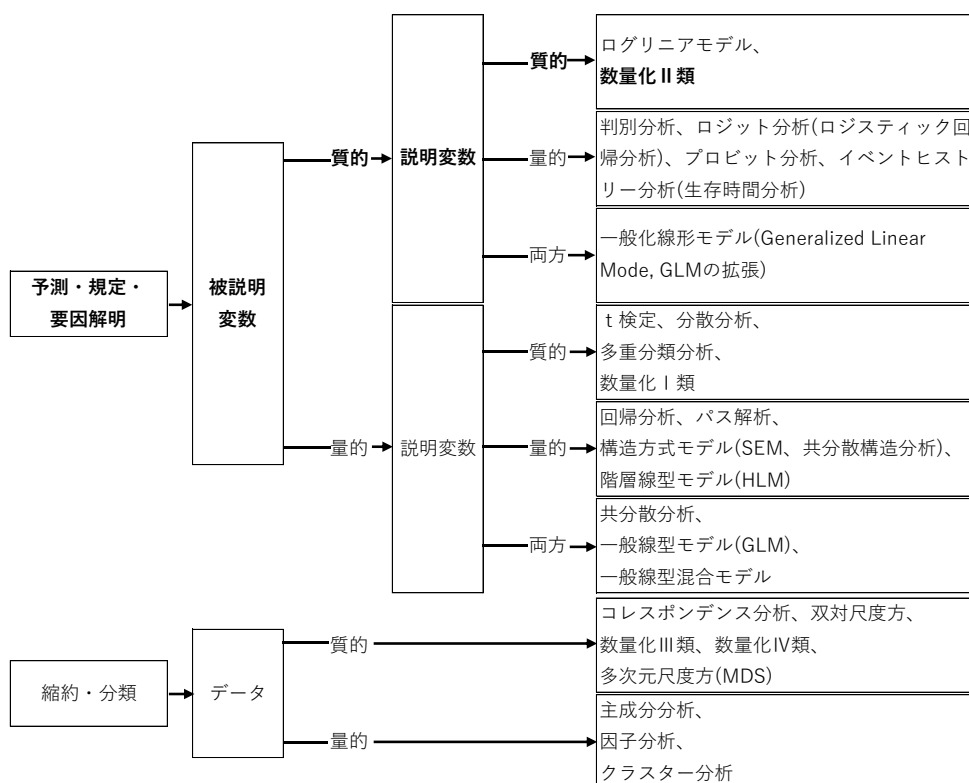 予測・規定・
要因解明
被説明
変数
質的
説明変数
質的
ログリニアモデル、
数量化Ⅱ類
量的
判別分析、ロジット分析(ロジスティック回
帰分析)、プロビット分析、イベントヒスト
リー分析(生存時間分析)
両方
一般化線形モデル(Generalized Linear
Mode, GLMの拡張)
量的
説明変数
質的
t 検定、分散分析、
多重分類分析、
数量化Ⅰ類
量的
回帰分析、パス解析、
構造方式モデル(SEM、共分散構造分析)、
階層線型モデル(HLM)
両方
共分散分析、
一般線型モデル(GLM)、
一般線型混合モデル
縮約・分類
データ
質的
コレスポンデンス分析、双対尺度方、
数量化Ⅲ類、数量化Ⅳ類、
多次元尺度方(MDS)
量的
主成分分析、
因子分析、
クラスター分析